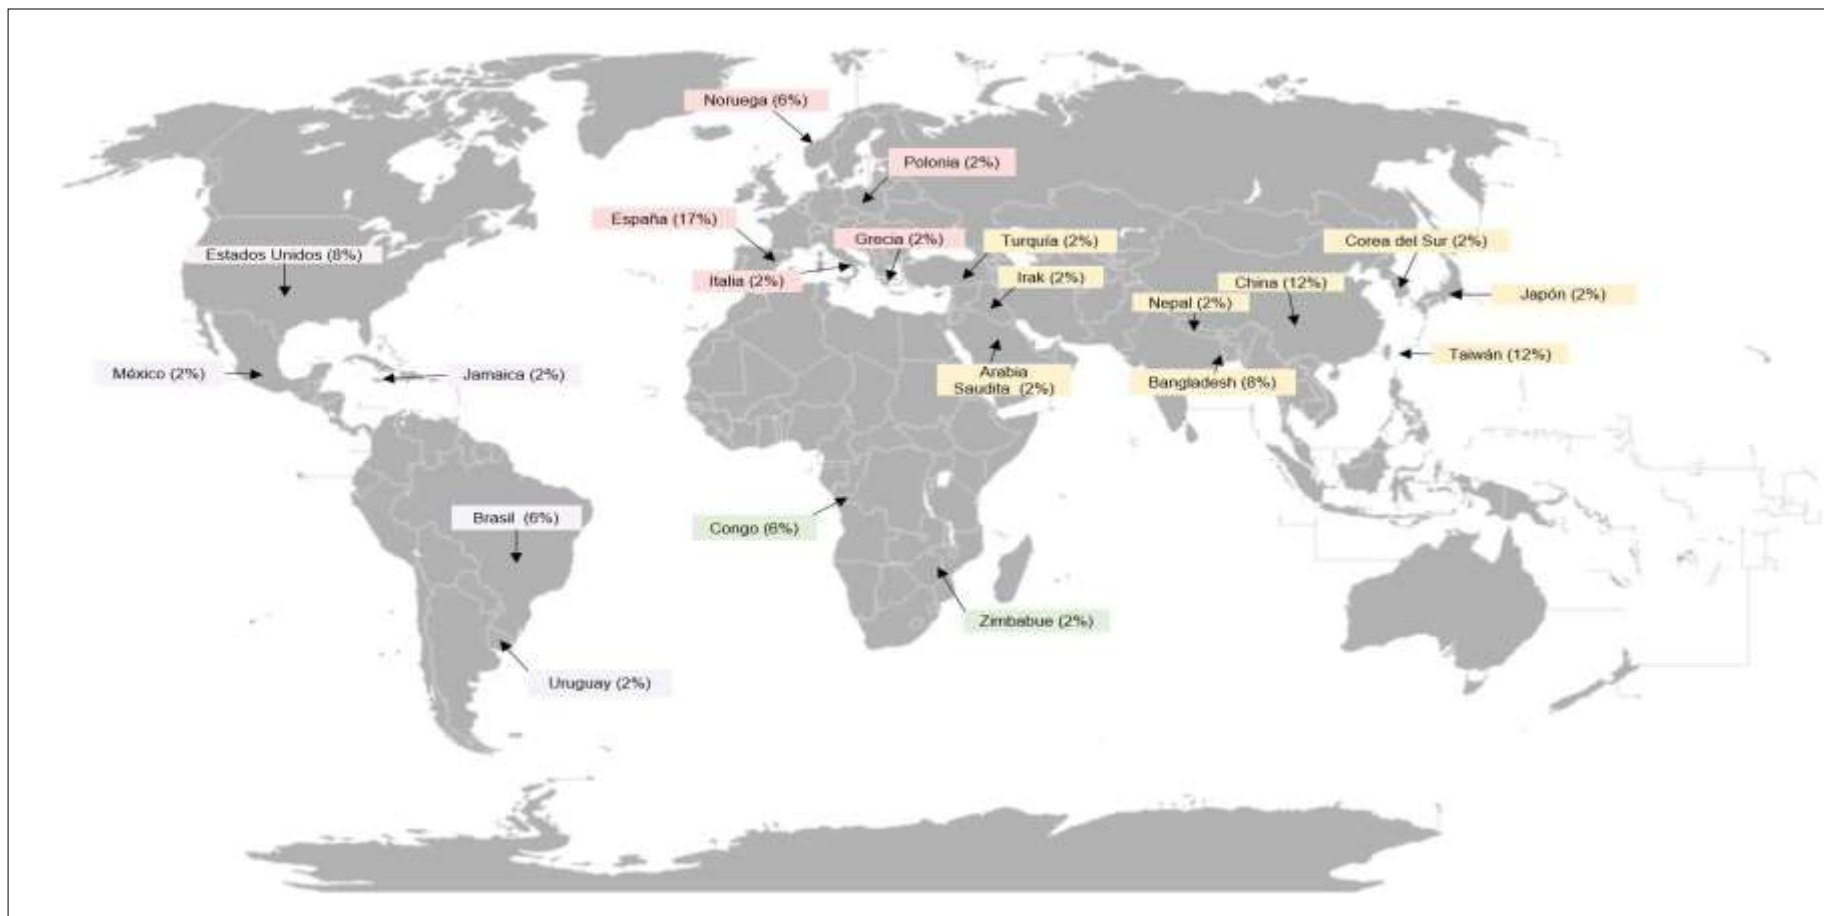 Noruega (6%)
Polonia (2%)
España (17%)
Grecia (2%)
Turquía (2%)
Corea del Sur (2%)
Estados Unidos (8%)
Italia (2%)
Irak (2%)
China (12%)
Nepal (2%)
Japón (2%)
México (2%)
Jamaica (2%)
Arabia
Saudita (2%)
Bangladesh (8%)
Taiwán (12%)
Brasil (6%)
Congo (6%)
Zimbabue (2%)
Uruguay (2%)